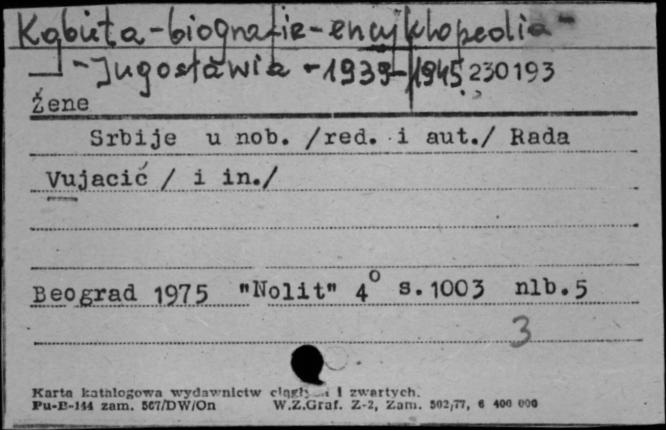 Kobieta-biografie-encyklopedia-
-Jugosławia-1939-1945 230193
Žene
Srbije u nob. /red. i aut./ Rada
Vujacić / i in./
Beograd 1975 "Nolit" 4° s.1003 nlb.5
3
Karta katalogowa wydawnictw ciągłych i zwartych.
Pu-B-144 zam. 567/DW/On W.Z.Graf. Z-2, Zam. 502/77, 6 400 000